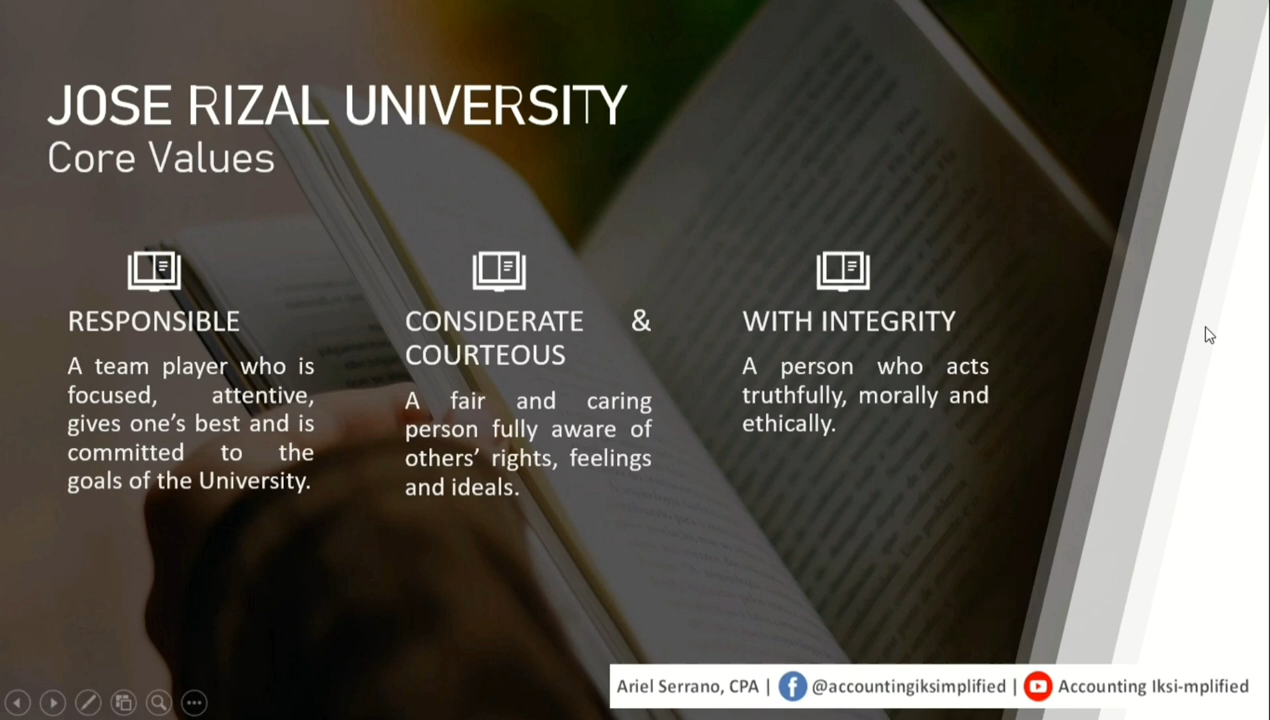 JOSE RIZAL UNIVERSITY
Core Values
RESPONSIBLE
A team player who is
focused, attentive,
gives one's best and is
committed to the
goals of the University.
CONSIDERATE &
COURTEOUS
A fair and caring
person fully aware of
others' rights, feelings
and ideals.
WITH INTEGRITY
A person who acts
truthfully, morally and
ethically.
Ariel Serrano, CPA | @accountingiksimplified | Accounting Iksi-mplified